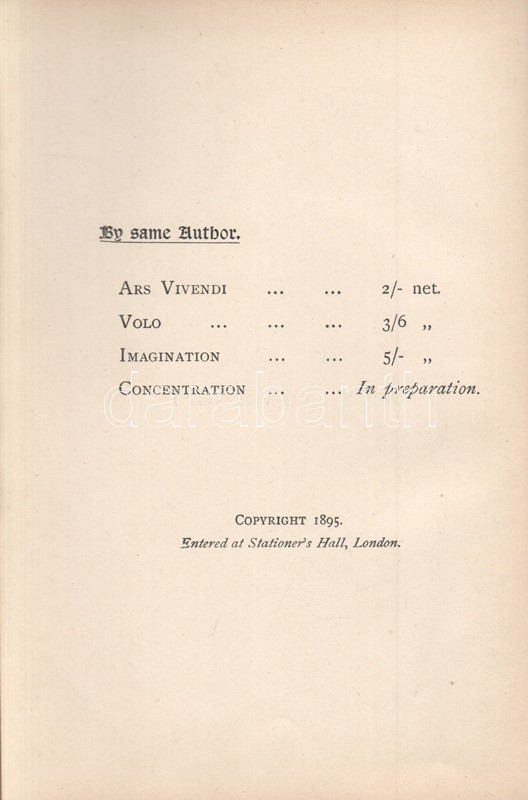 By same Author.
ARS VIVENDI ... ... 2/- net.
VOLO ... ... ... 3/6 „
IMAGINATION ... ... 5/- „
CONCENTRATION ... ... In preparation.
darabanth
COPYRIGHT 1895.
Entered at Stationer's Hall, London.